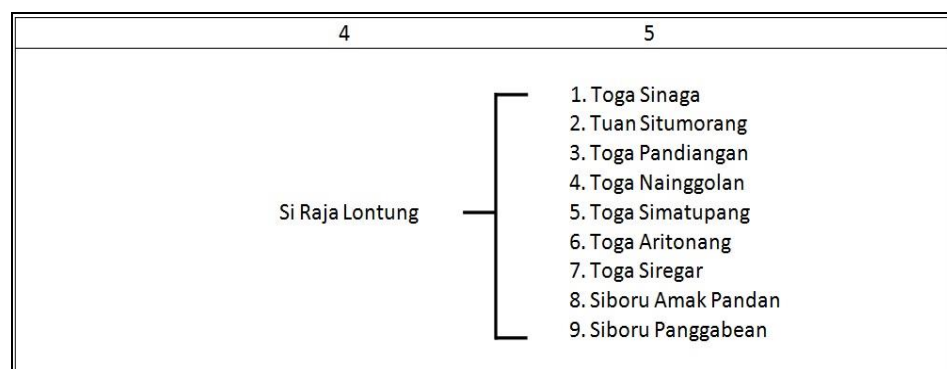 4 5
1. Toga Sinaga
2. Tuan Situmorang
3. Toga Pandiangan
4. Toga Nainggolan
Si Raja Lontung
5. Toga Simatupang
6. Toga Aritonang
7. Toga Siregar
8. Siboru Amak Pandan
9. Siboru Panggabean